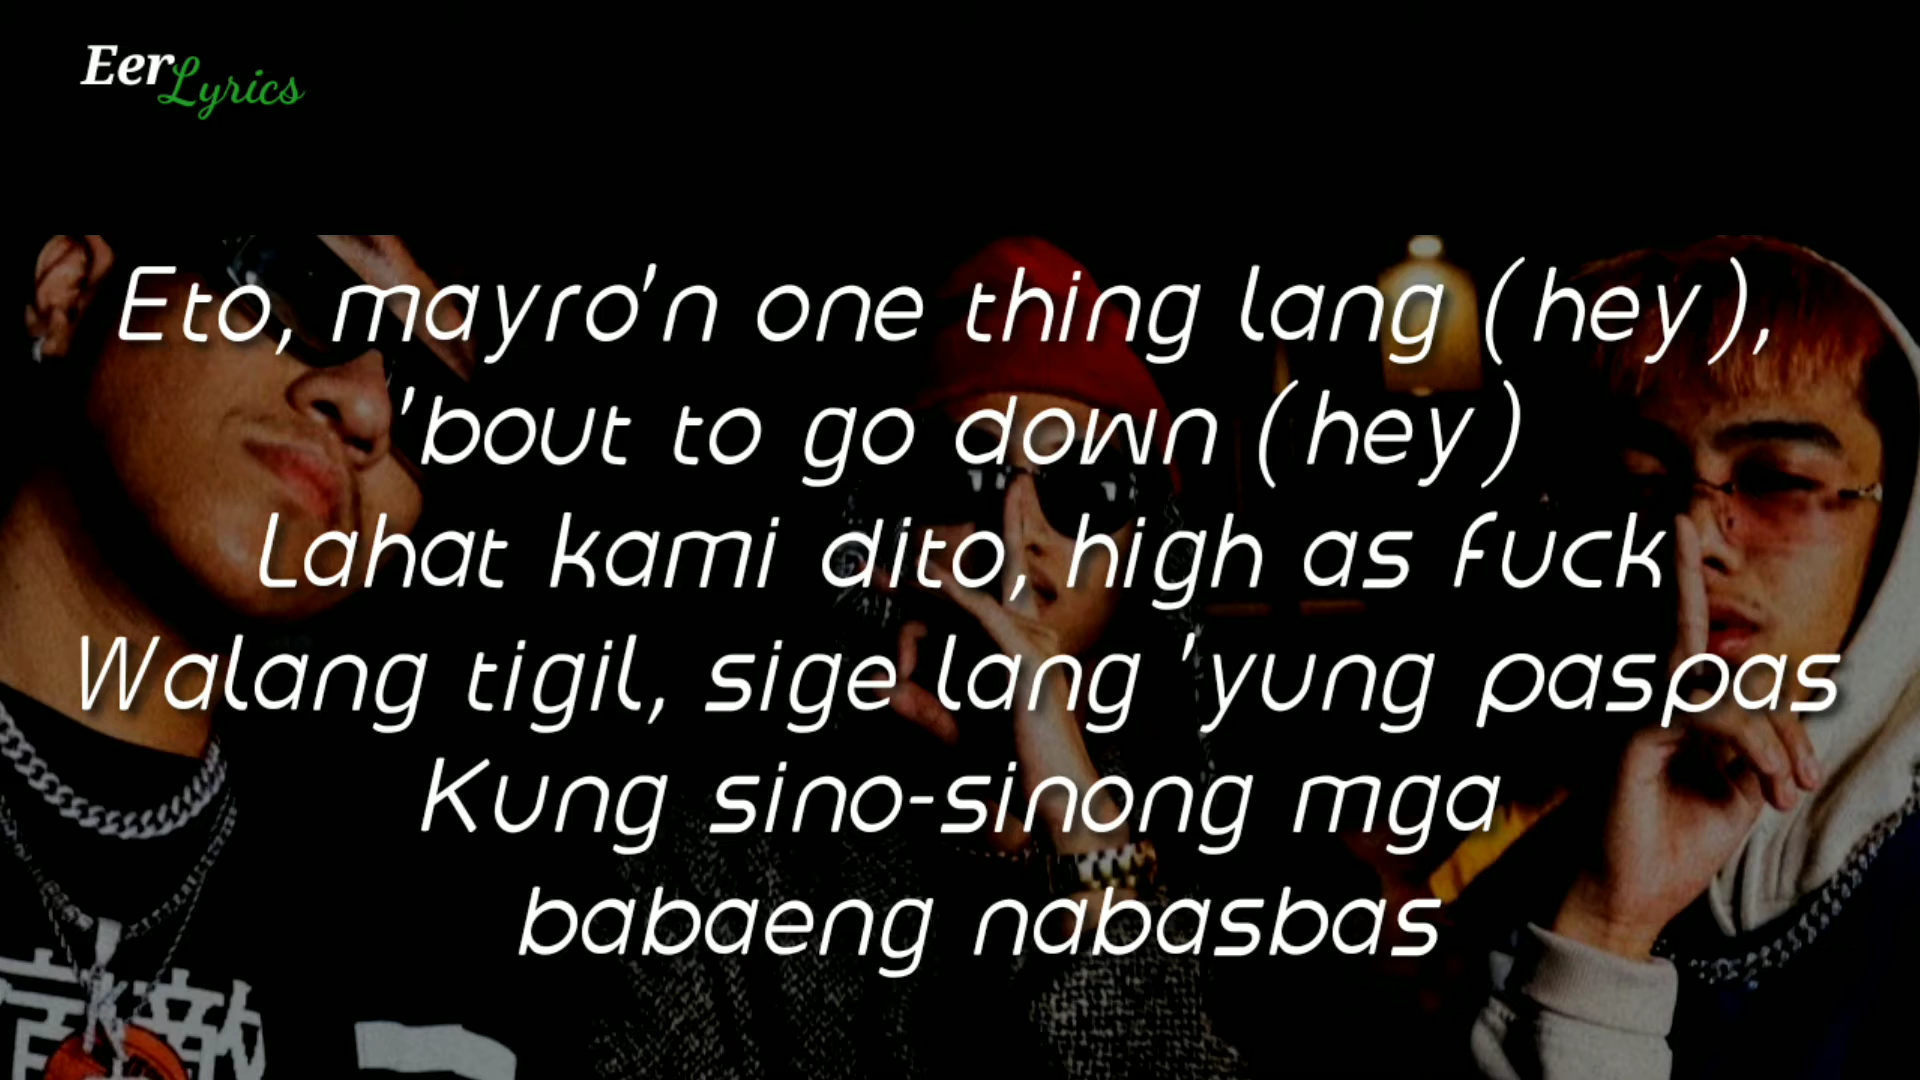 EerLyrics
Eto, mayro'n one thing lang (hey),
'bout to go down (hey)
Lahat kami dito, high as fuck
Walang tigil, sige lang 'yung paspas
Kung sino-sinong mga
babaeng nabasbas